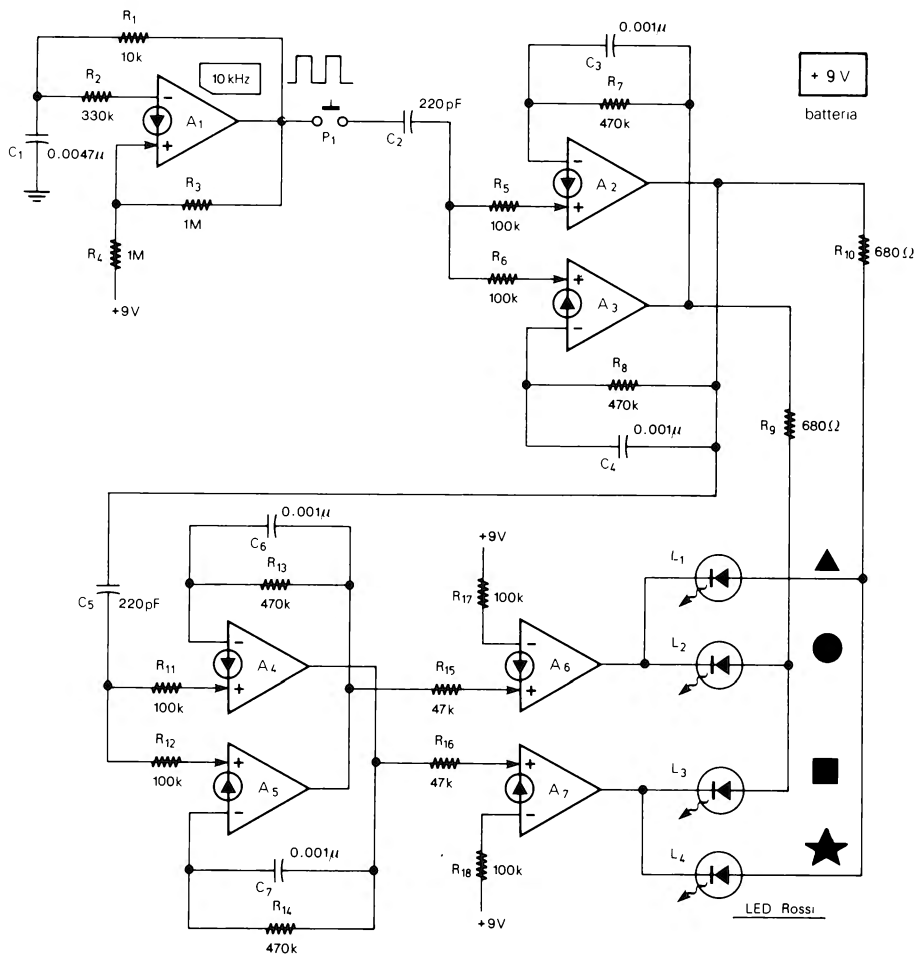 R1
10k
10 kHz
R2
330k
A1
C1
0.0047μ
R3
1M
R4
1M
+9V
P1
220pF
C2
0.001μ
C3
R7
470k
A2
R5
100k
R6
100k
A3
R8
470k
0.001μ
C4
+ 9 V
batteria
R10
680Ω
R9
680Ω
C5
220pF
0.001μ
C6
R13
470k
A4
R11
100k
R12
100k
A5
0.001μ
C7
R14
470k
R15
47k
R16
47k
+9V
R17
100k
A6
A7
R18
100k
+9V
L1
L2
L3
L4
LED Rossi